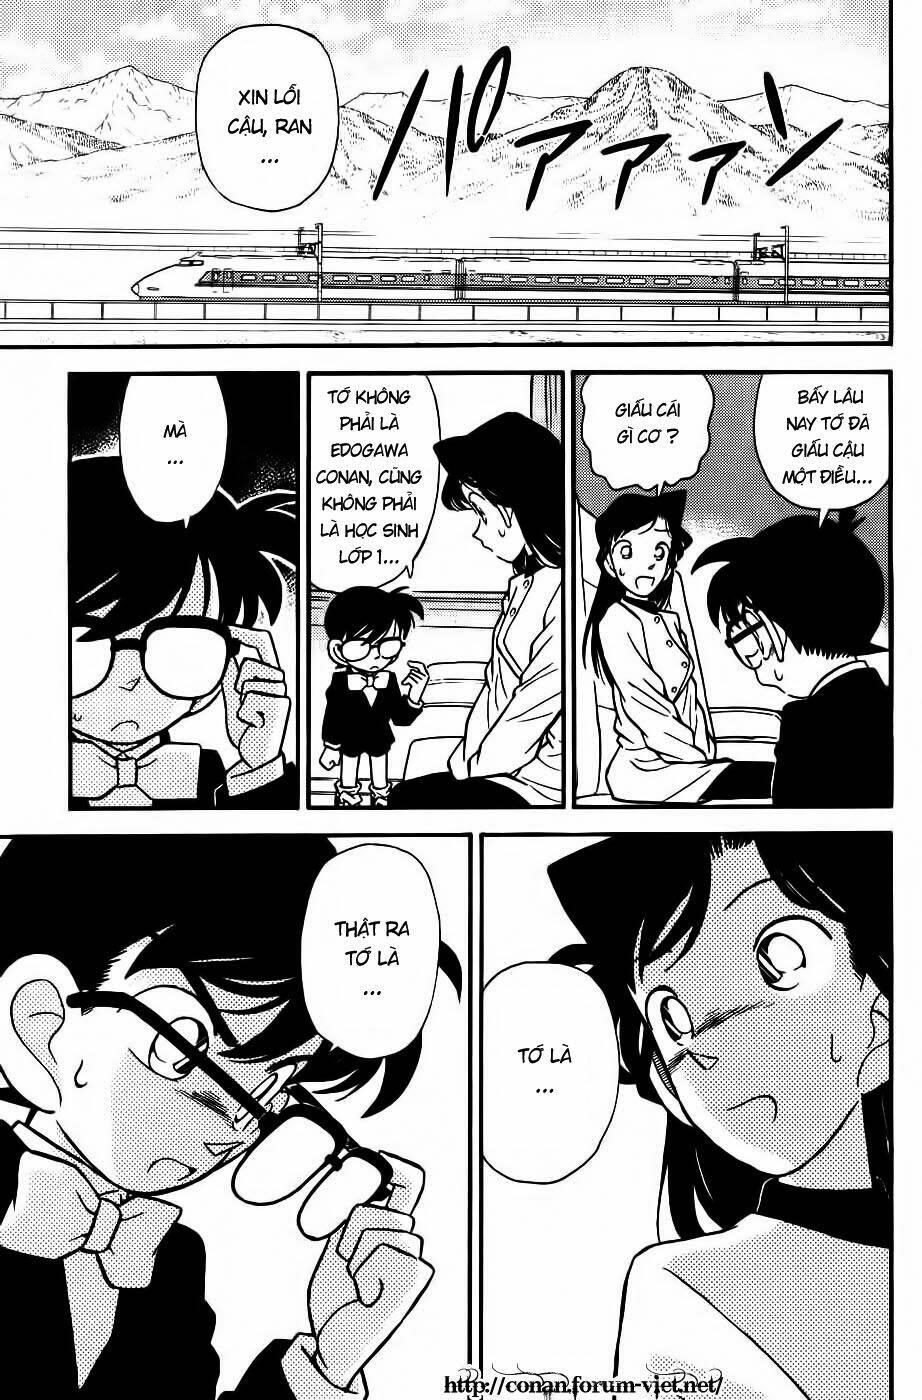 XIN LỖI
CẬU, RAN
...
パァァァン
BẤY LÂU
NAY TỚ ĐÃ
GIẤU CẬU
MỘT ĐIỀU...
GIẤU CÁI
GÌ CƠ ?
TỚ KHÔNG
PHẢI LÀ
EDOGAWA
CONAN, CŨNG
KHÔNG PHẢI
LÀ HỌC SINH
LỚP 1...
MÀ
...
TỚ LÀ
...
THẬT RA
TỚ LÀ
...
http://conan.forum-viet.net/